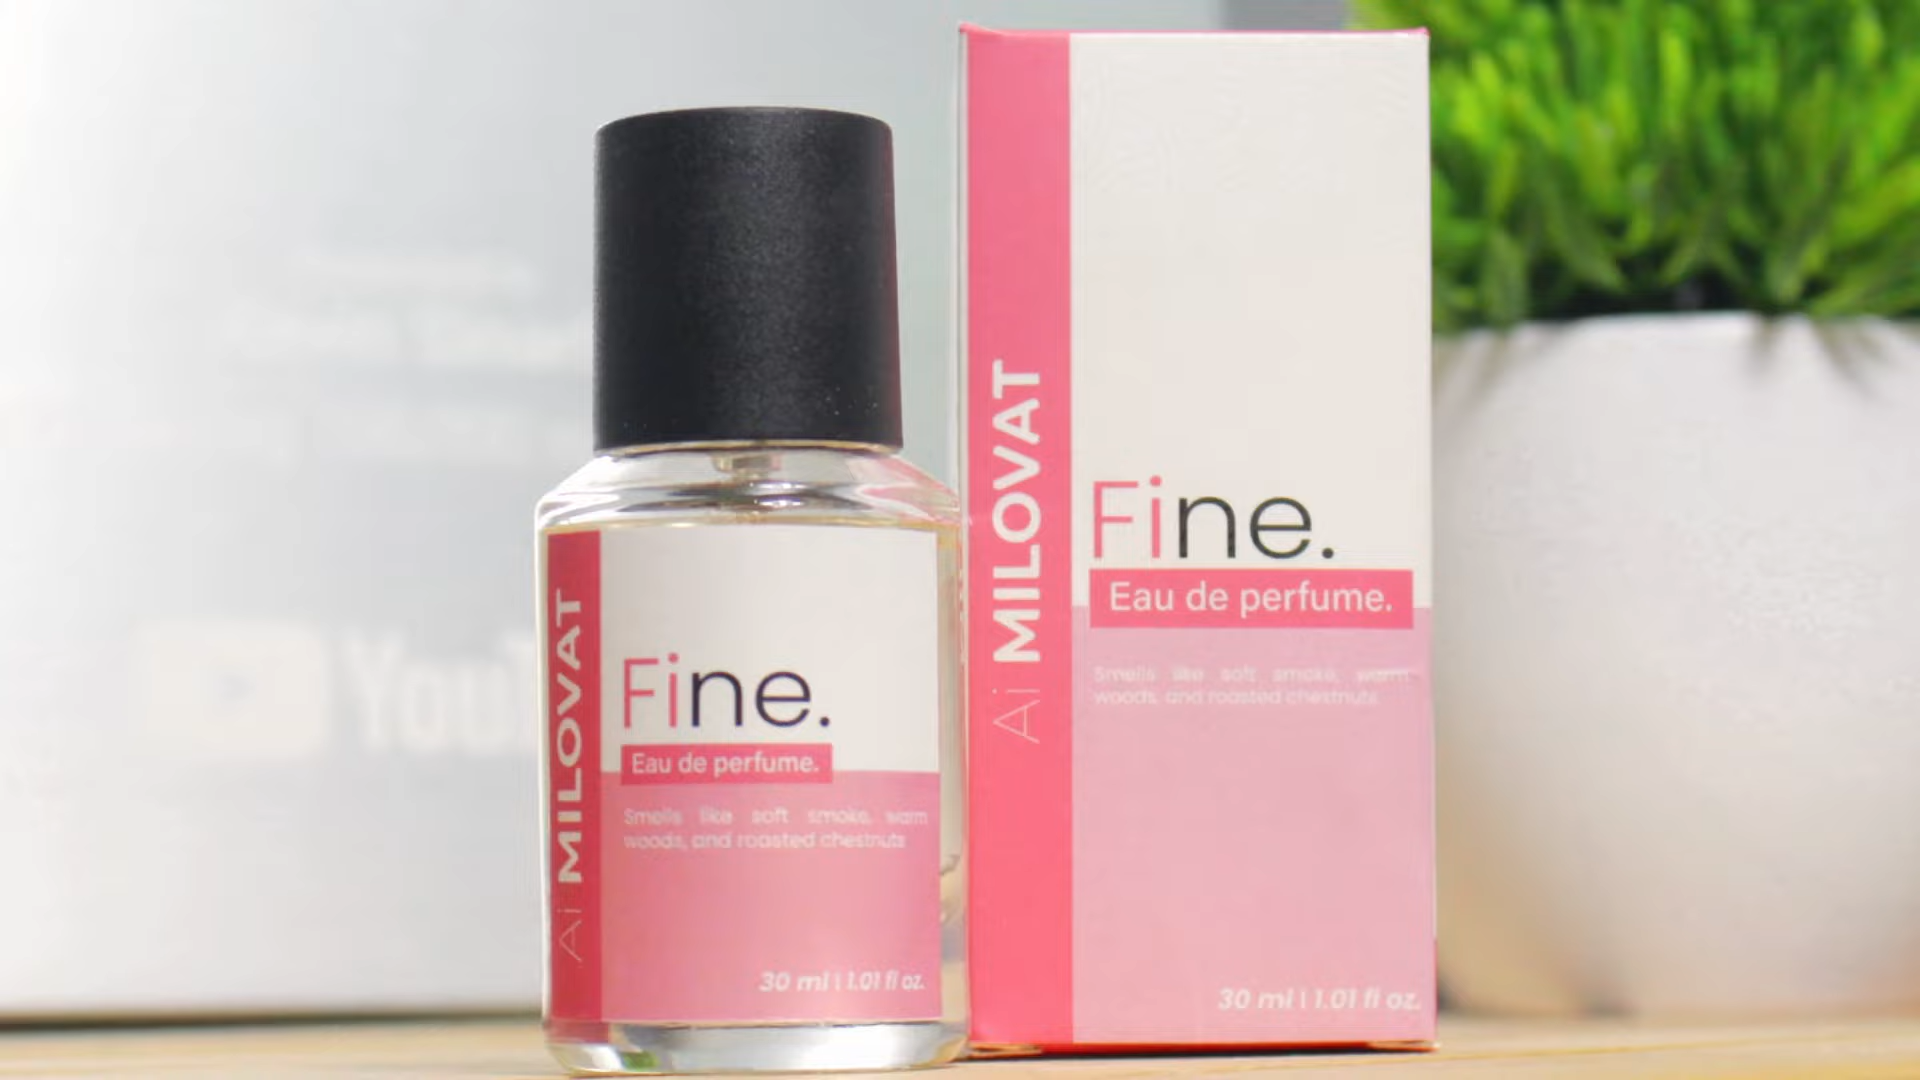 Ai MILOVAT
Fine.
Eau de perfume.
Smells like soft smoke, warm
woods, and roasted chestnuts
30 ml | 1.01 fl oz.
Ai MILOVAT
Fine.
Eau de perfume.
Smells like soft smoke, warm
woods, and roasted chestnuts
30 ml | 1.01 fl oz.